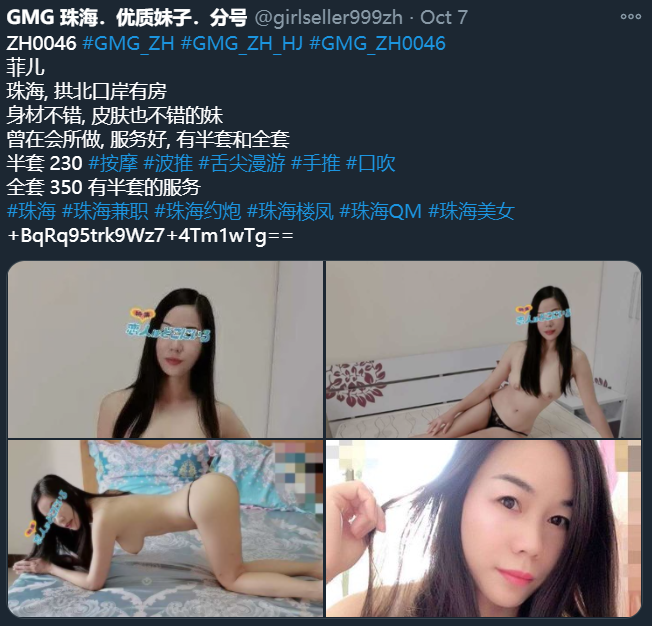 GMG 珠海．优质妹子．分号 @girlseller999zh · Oct 7
ZH0046 #GMG_ZH #GMG_ZH_HJ #GMG_ZH0046
菲儿
珠海, 拱北口岸有房
身材不错, 皮肤也不错的妹
曾在会所做, 服务好, 有半套和全套
半套 230 #按摩 #波推 #舌尖漫游 #手推 #口吹
全套 350 有半套的服务
#珠海 #珠海兼职 #珠海约炮 #珠海楼凤 #珠海QM #珠海美女
+BqRq95trk9Wz7+4Tm1wTg==